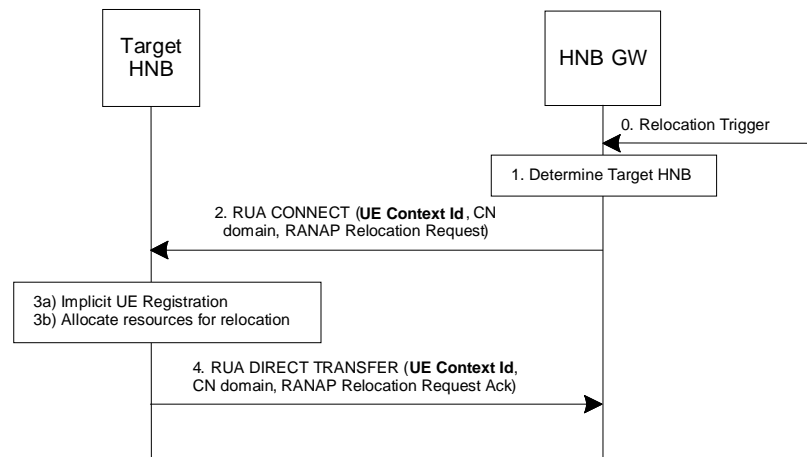 Target
HNB
HNB GW
0. Relocation Trigger
1. Determine Target HNB
2. RUA CONNECT (UE Context Id, CN
domain, RANAP Relocation Request)
3a) Implicit UE Registration
3b) Allocate resources for relocation
4. RUA DIRECT TRANSFER (UE Context Id,
CN domain, RANAP Relocation Request Ack)